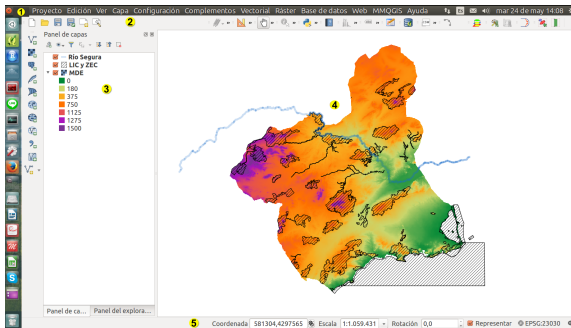 1 Proyecto Edición Ver Capa Configuración Complementos Vectorial Ráster Base de datos Web MMQGIS Ayuda mar 24 de may 14:08
2
Panel de capas
Río Segura
LIC y ZEC
MDE
0
180
375
750
1125
1275
1500
3
4
Panel de ca... Panel del explora...
5 Coordenada 581304,4297565 Escala 1:1.059.431 Rotación 0,0 Representar EPSG:23030